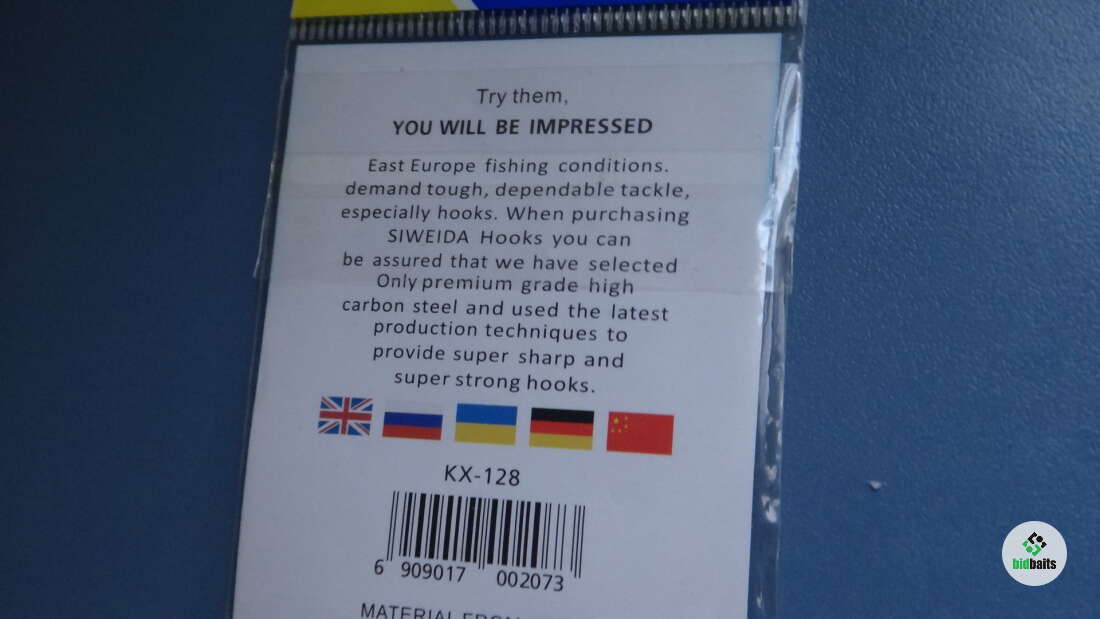 Try them,
YOU WILL BE IMPRESSED
East Europe fishing conditions.
demand tough, dependable tackle,
especially hooks. When purchasing
SIWEIDA Hooks you can
be assured that we have selected
Only premium grade high
carbon steel and used the latest
production techniques to
provide super sharp and
super strong hooks.
KX-128
6 909017 002073
MATERIAL FROM
bidbaits